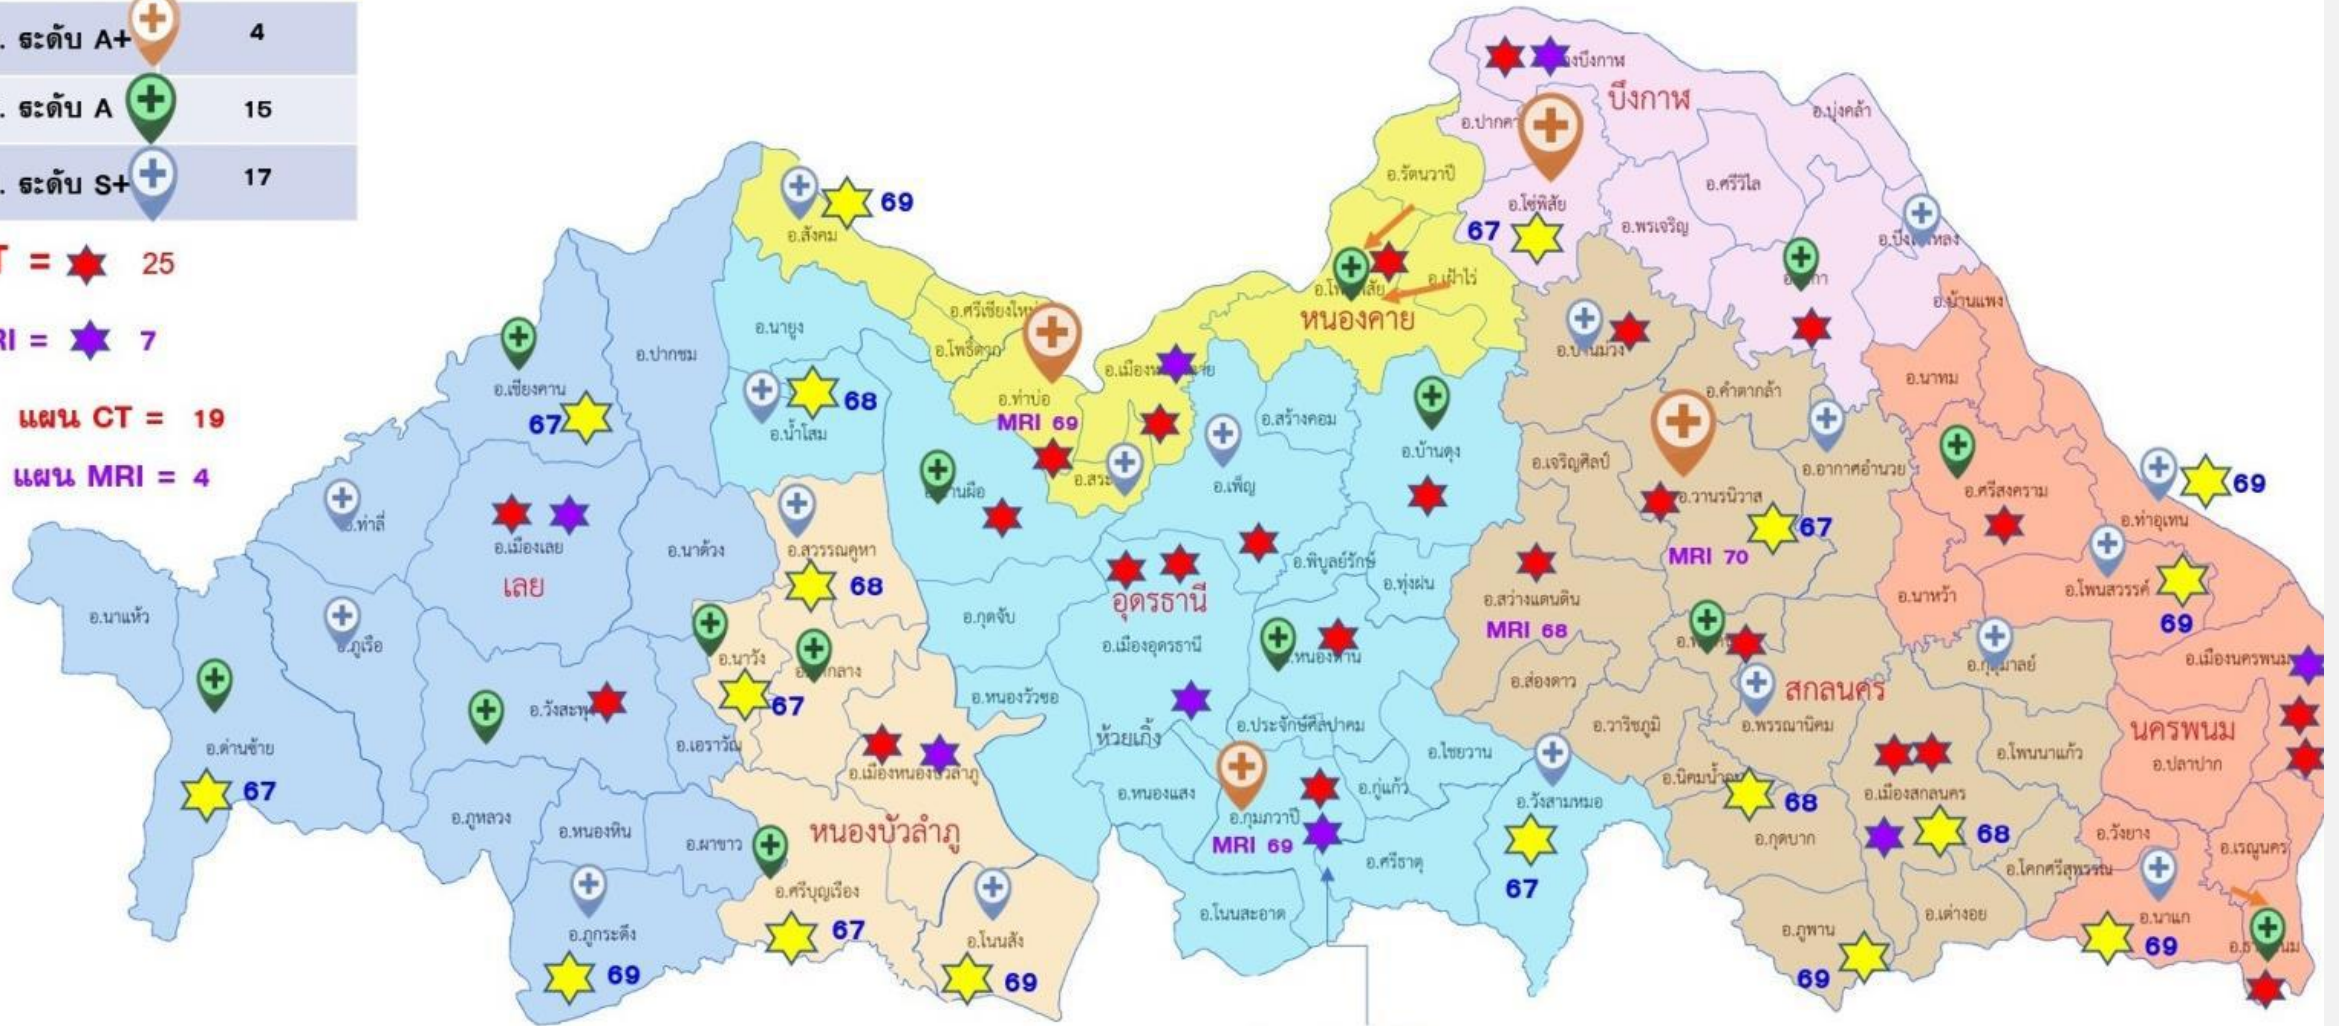 . ระดับ A+ 4
. ระดับ A 15
. ระดับ S+ 17
T = 25
RI = 7
แผน CT = 19
แผน MRI = 4
งบึงกาฬ
บึงกาฬ
อ.ปากคา
อ.บุ่งคล้า
อ.รัตนวาปี
อ.ศรีวิไล
69
อ.โซ่พิสัย
67
อ.พรเจริญ
อ.สังคม
อ.เฝ้าไร่
หนองคาย
อ.บ้านแพง
อ.ศรีเชียงใหม่
อ.นายูง
อ.ปากชม
อ.เชียงคาน
67
68
อ.น้ำโสม
อ.ท่าบ่อ
MRI 69
อ.สร้างคอม
อ.บ้านดุง
อ.คำตากล้า
อ.นาทม
อ.เจริญศิลป์
อ.อากาศอำนวย
อ.เพ็ญ
อ.วานรนิวาส
67
MRI 70
อ.ศรีสงคราม
69
อ.ท่าอุเทน
อ.เมืองเลย
เลย
อ.นาด้วง
อ.สุวรรณคูหา
68
อ.พิบูลย์รักษ์
อ.ทุ่งฝน
อ.สว่างแดนดิน
MRI 68
อ.นาหว้า
อ.โพนสวรรค์
69
อ.นาแห้ว
อ.กุดจับ
อุดรธานี
อ.เมืองอุดรธานี
อ.นาวัง
67
อ.หนองวัวซอ
อ.ส่องดาว
สกลนคร
อ.พรรณานิคม
อ.วาริชภูมิ
อ.เมืองนครพนม
นครพนม
อ.ปลาปาก
อ.ด่านซ้าย
67
อ.เอราวัณ
ห้วยเกิ้ง
อ.ประจักษ์ศิลปาคม
อ.ไชยวาน
อ.โพนนาแก้ว
อ.หนองแสง
อ.กุมภวาปี
MRI 69
อ.กู่แก้ว
อ.วังสามหมอ
67
68
อ.กุดบาก
อ.เมืองสกลนคร
68
อ.ภูหลวง
อ.หนองหิน
อ.ผาขาว
หนองบัวลำภู
อ.ศรีธาตุ
อ.วังยาง
อ.เรณูนคร
อ.โคกศรีสุพรรณ
อ.ศรีบุญเรือง
67
อ.โนนสะอาด
อ.เต่างอย
อ.นาแก
69
อ.ภูกระดึง
69
อ.โนนสัง
69
อ.ภูพาน
69